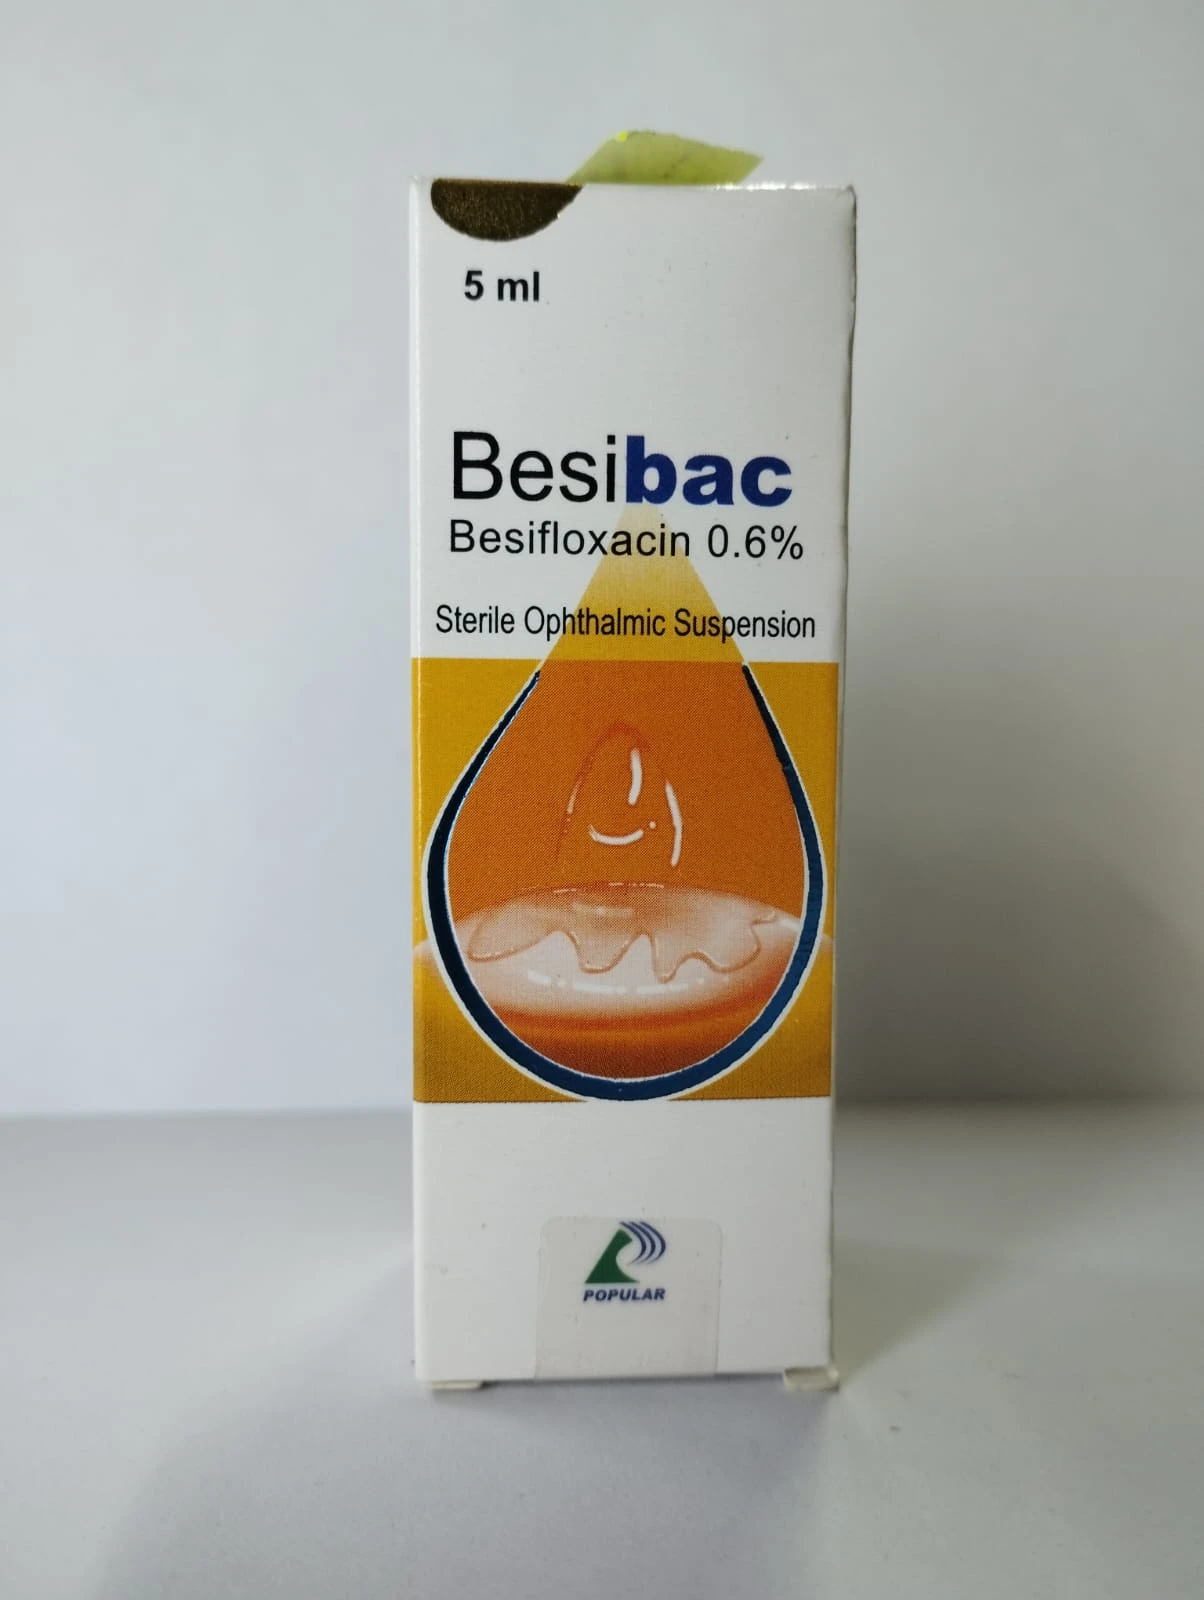 5 ml
Besibac
Besifloxacin 0.6%
Sterile Ophthalmic Suspension
POPULAR